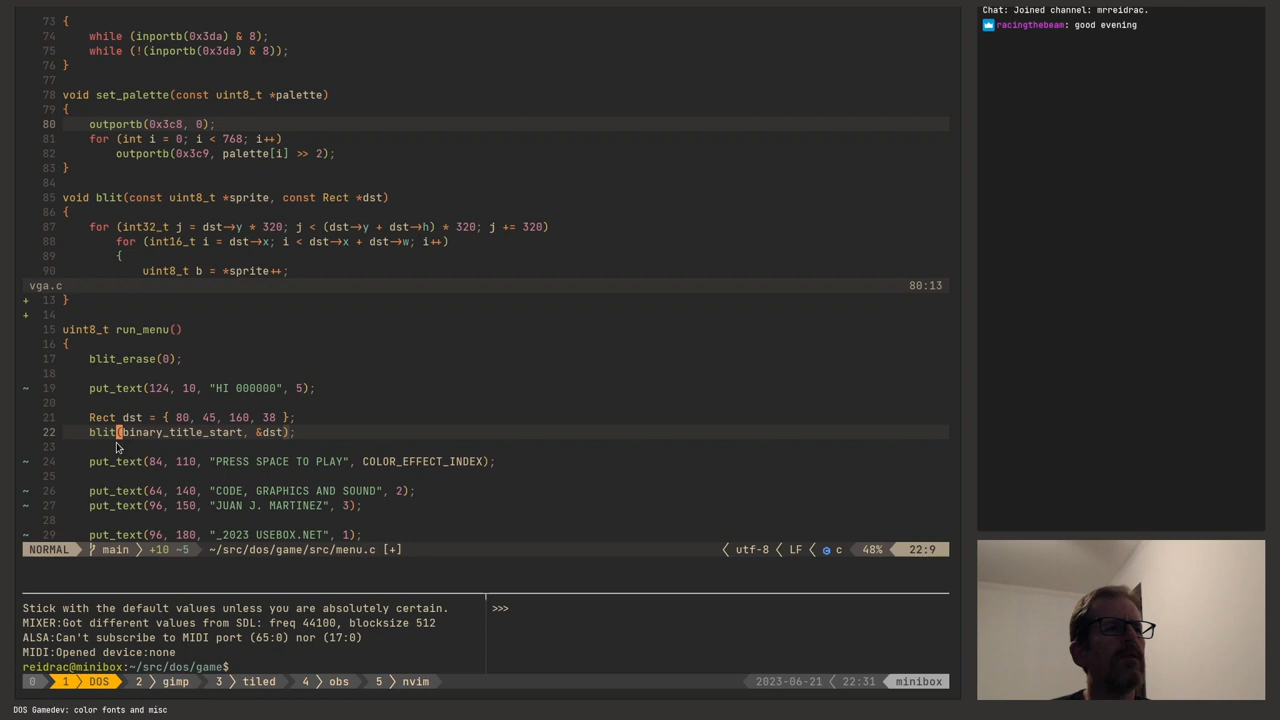 73 {
74     while (inportb(0x3da) & 8);
75     while (!(inportb(0x3da) & 8));
76 }
77
78 void set_palette(const uint8_t *palette)
79 {
80     outportb(0x3c8, 0);
81     for (int i = 0; i < 768; i++)
82         outportb(0x3c9, palette[i] >> 2);
83 }
84
85 void blit(const uint8_t *sprite, const Rect *dst)
86 {
87     for (int32_t j = dst->y * 320; j < (dst->y + dst->h) * 320; j += 320)
88         for (int16_t i = dst->x; i < dst->x + dst->w; i++)
89         {
90             uint8_t b = *sprite++;
vga.c 80:13
+ 13 }
+ 14
15 uint8_t run_menu()
16 {
17     blit_erase(0);
18
~ 19     put_text(124, 10, "HI 000000", 5);
20
21     Rect dst = { 80, 45, 160, 38 };
22     blit(binary_title_start, &dst);
23
~ 24     put_text(84, 110, "PRESS SPACE TO PLAY", COLOR_EFFECT_INDEX);
25
~ 26     put_text(64, 140, "CODE, GRAPHICS AND SOUND", 2);
~ 27     put_text(96, 150, "JUAN J. MARTINEZ", 3);
28
~ 29     put_text(96, 180, "_2023 USEBOX.NET", 1);
NORMAL main +10 ~5 ~/src/dos/game/src/menu.c [+] utf-8 LF c 48% 22:9
Stick with the default values unless you are absolutely certain.
MIXER:Got different values from SDL: freq 44100, blocksize 512
ALSA:Can't subscribe to MIDI port (65:0) nor (17:0)
MIDI:Opened device:none
reidrac@minibox:~/src/dos/game$
>>>
0 1 DOS 2 gimp 3 tiled 4 obs 5 nvim 2023-06-21 22:31 minibox
DOS Gamedev: color fonts and misc
Chat: Joined channel: mrreidrac.
racingthebeam: good evening